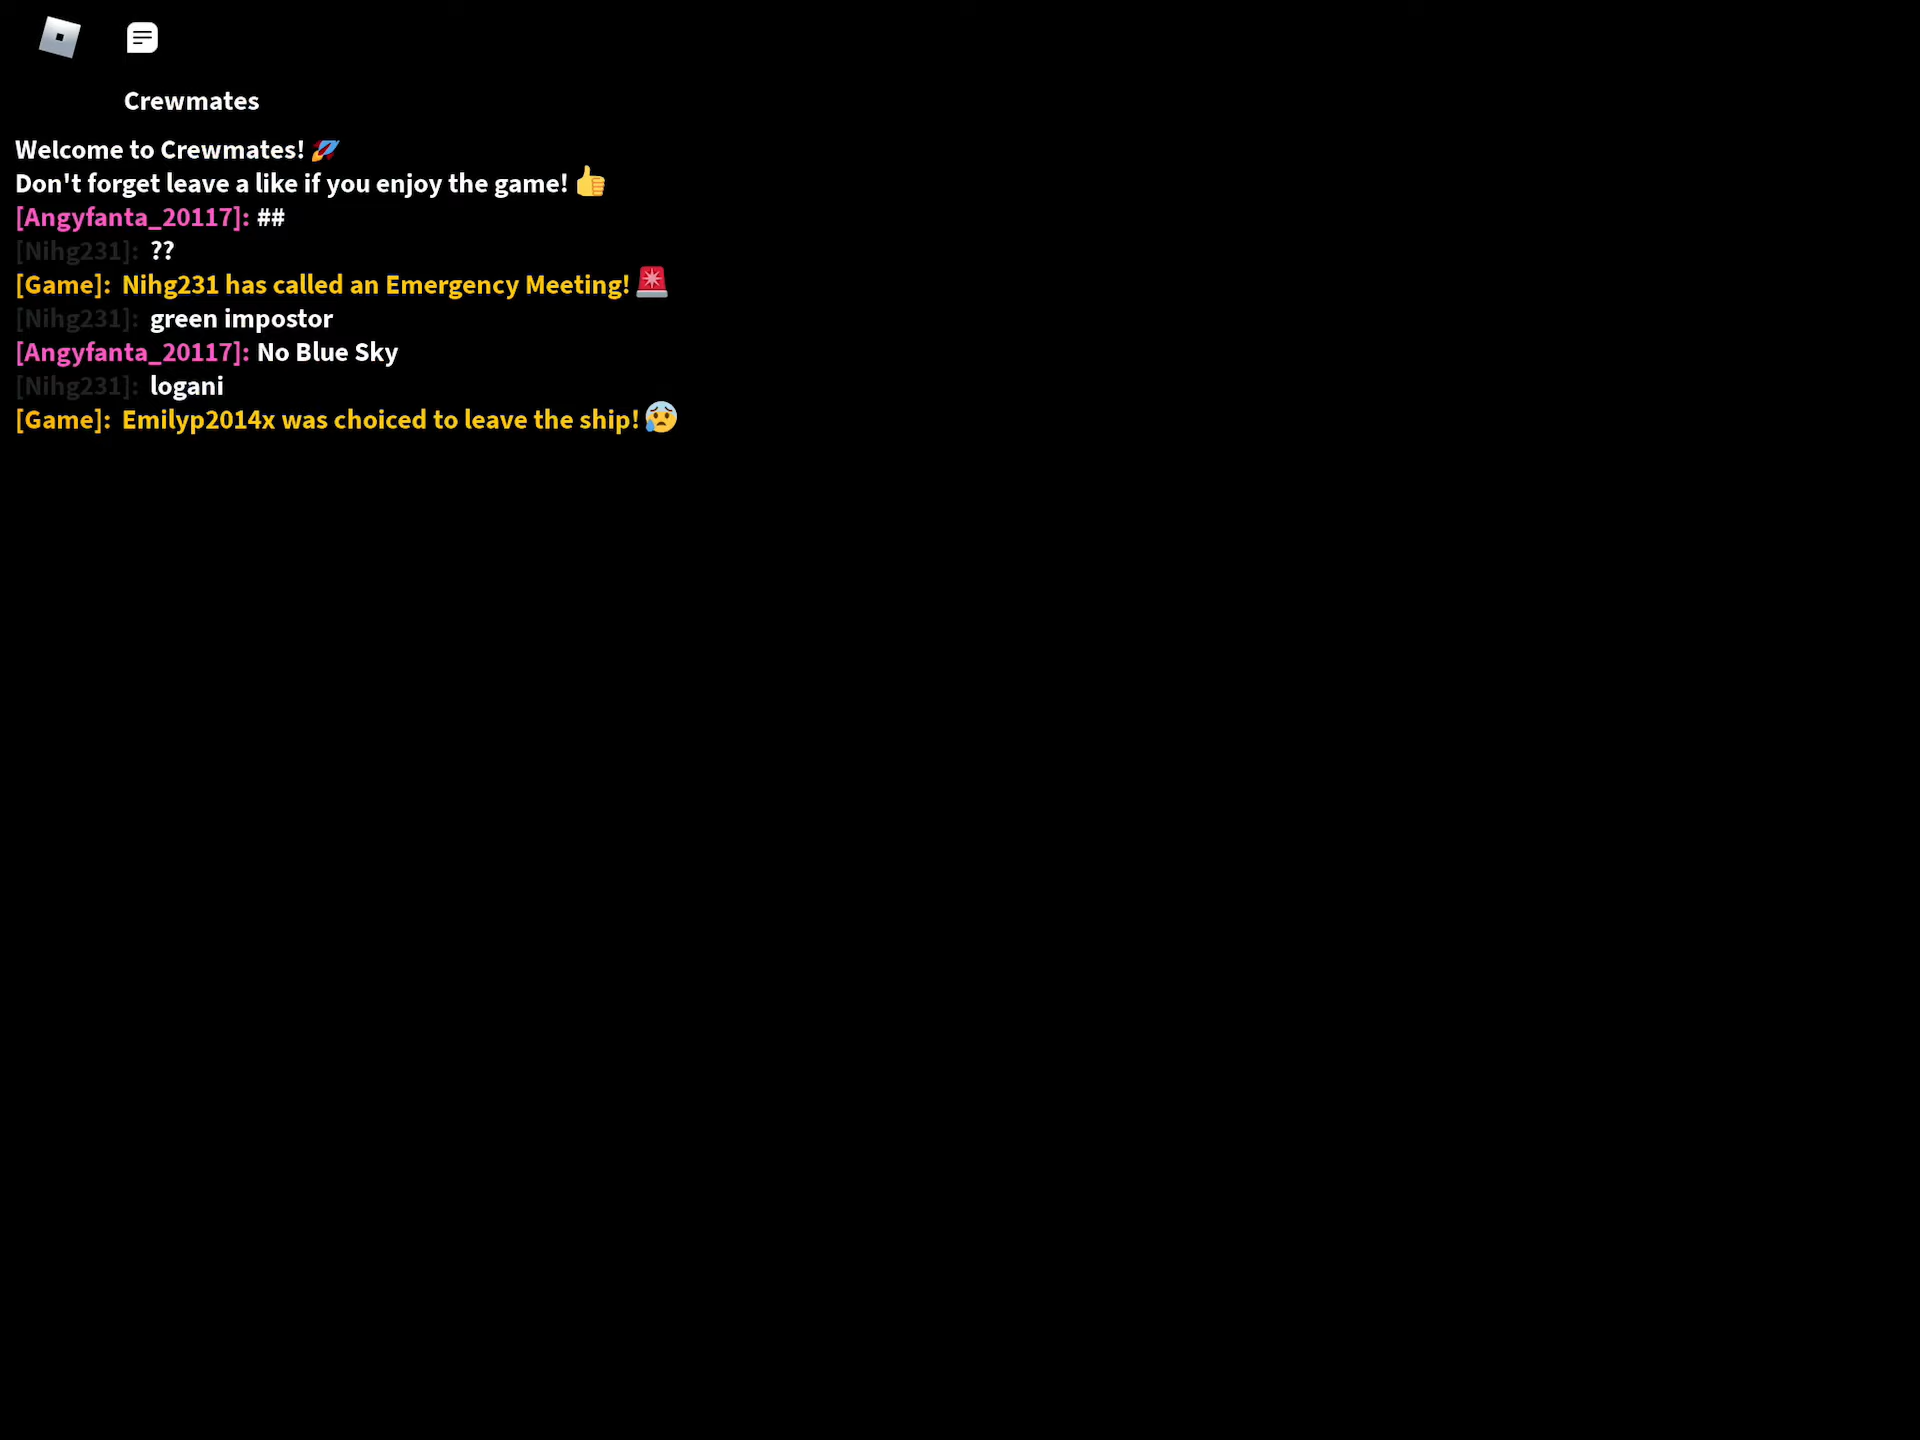 Crewmates
Welcome to Crewmates! 🚀
Don't forget leave a like if you enjoy the game! 👍
[Angyfanta_20117]: ##
[Nihg231]: ??
[Game]: Nihg231 has called an Emergency Meeting! 🚨
[Nihg231]: green impostor
[Angyfanta_20117]: No Blue Sky
[Nihg231]: logani
[Game]: Emilyp2014x was choiced to leave the ship! 😰